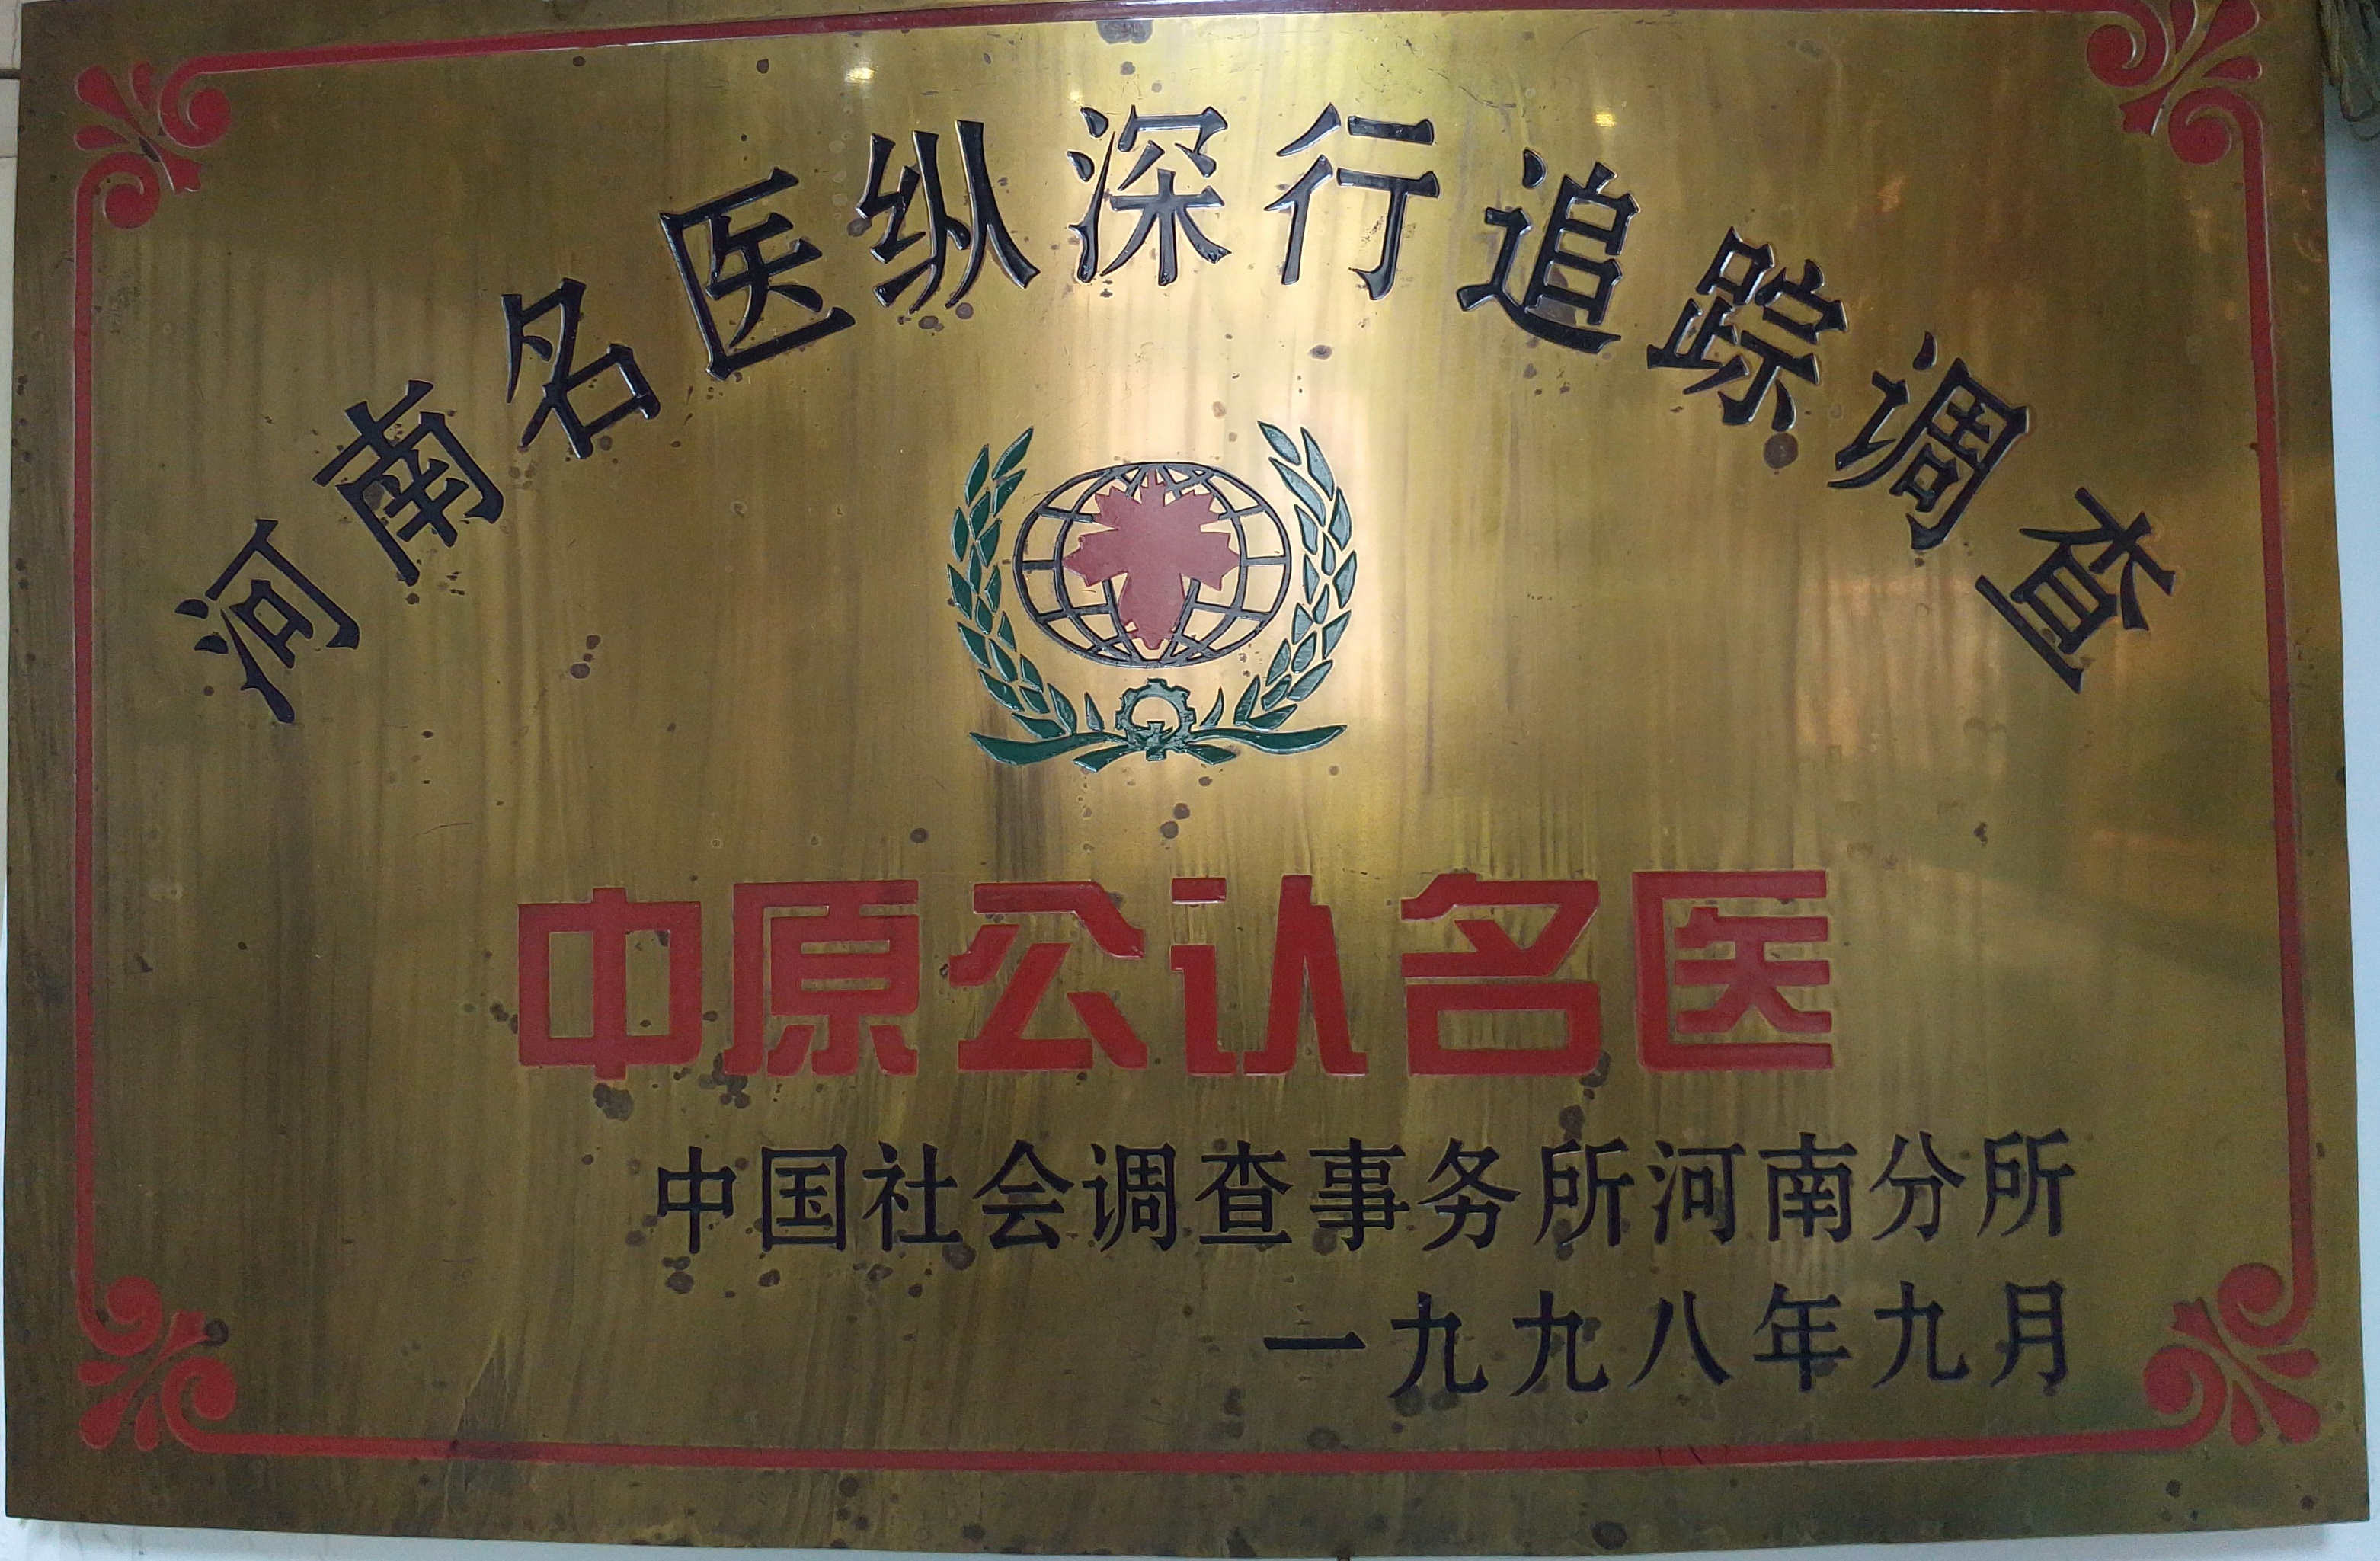 河南名医纵深行追踪调查
中原公认名医
中国社会调查事务所河南分所
一九九八年九月